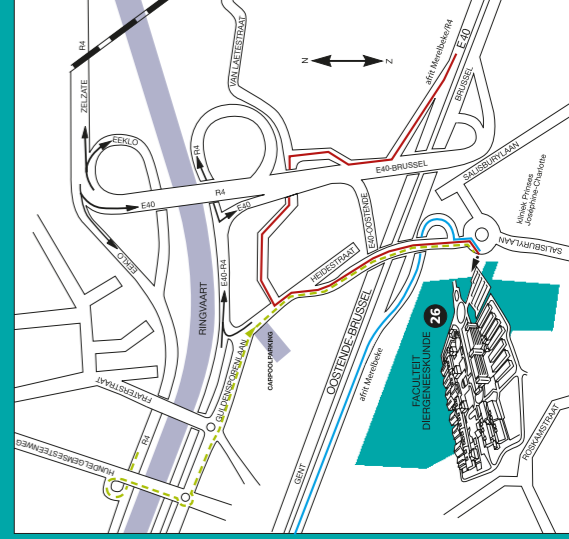 R4
VAN LAETESTRAAT
N
Z
afrit Merelbeke/R4
E40
BRUSSEL
ZELZATE
EEKLO
R4
E40-BRUSSEL
R4
E40
E40
EEKLO
SALISBURYLAAN
kliniek Prinses
Joséphine-Charlotte
SALISBURYLAAN
E40-OOSTENDE
HEIDESTRAAT
E40-R4
RINGVAART
GULDENSPORENLAAN
CARPOOLPARKING
OOSTENDE-BRUSSEL
afrit Merelbeke
FACULTEIT
DIERGENEESKUNDE
26
FRATERSTRAAT
HUNDELGEMSESTEENWEG
R4
GENT
ROSKAMSTRAAT